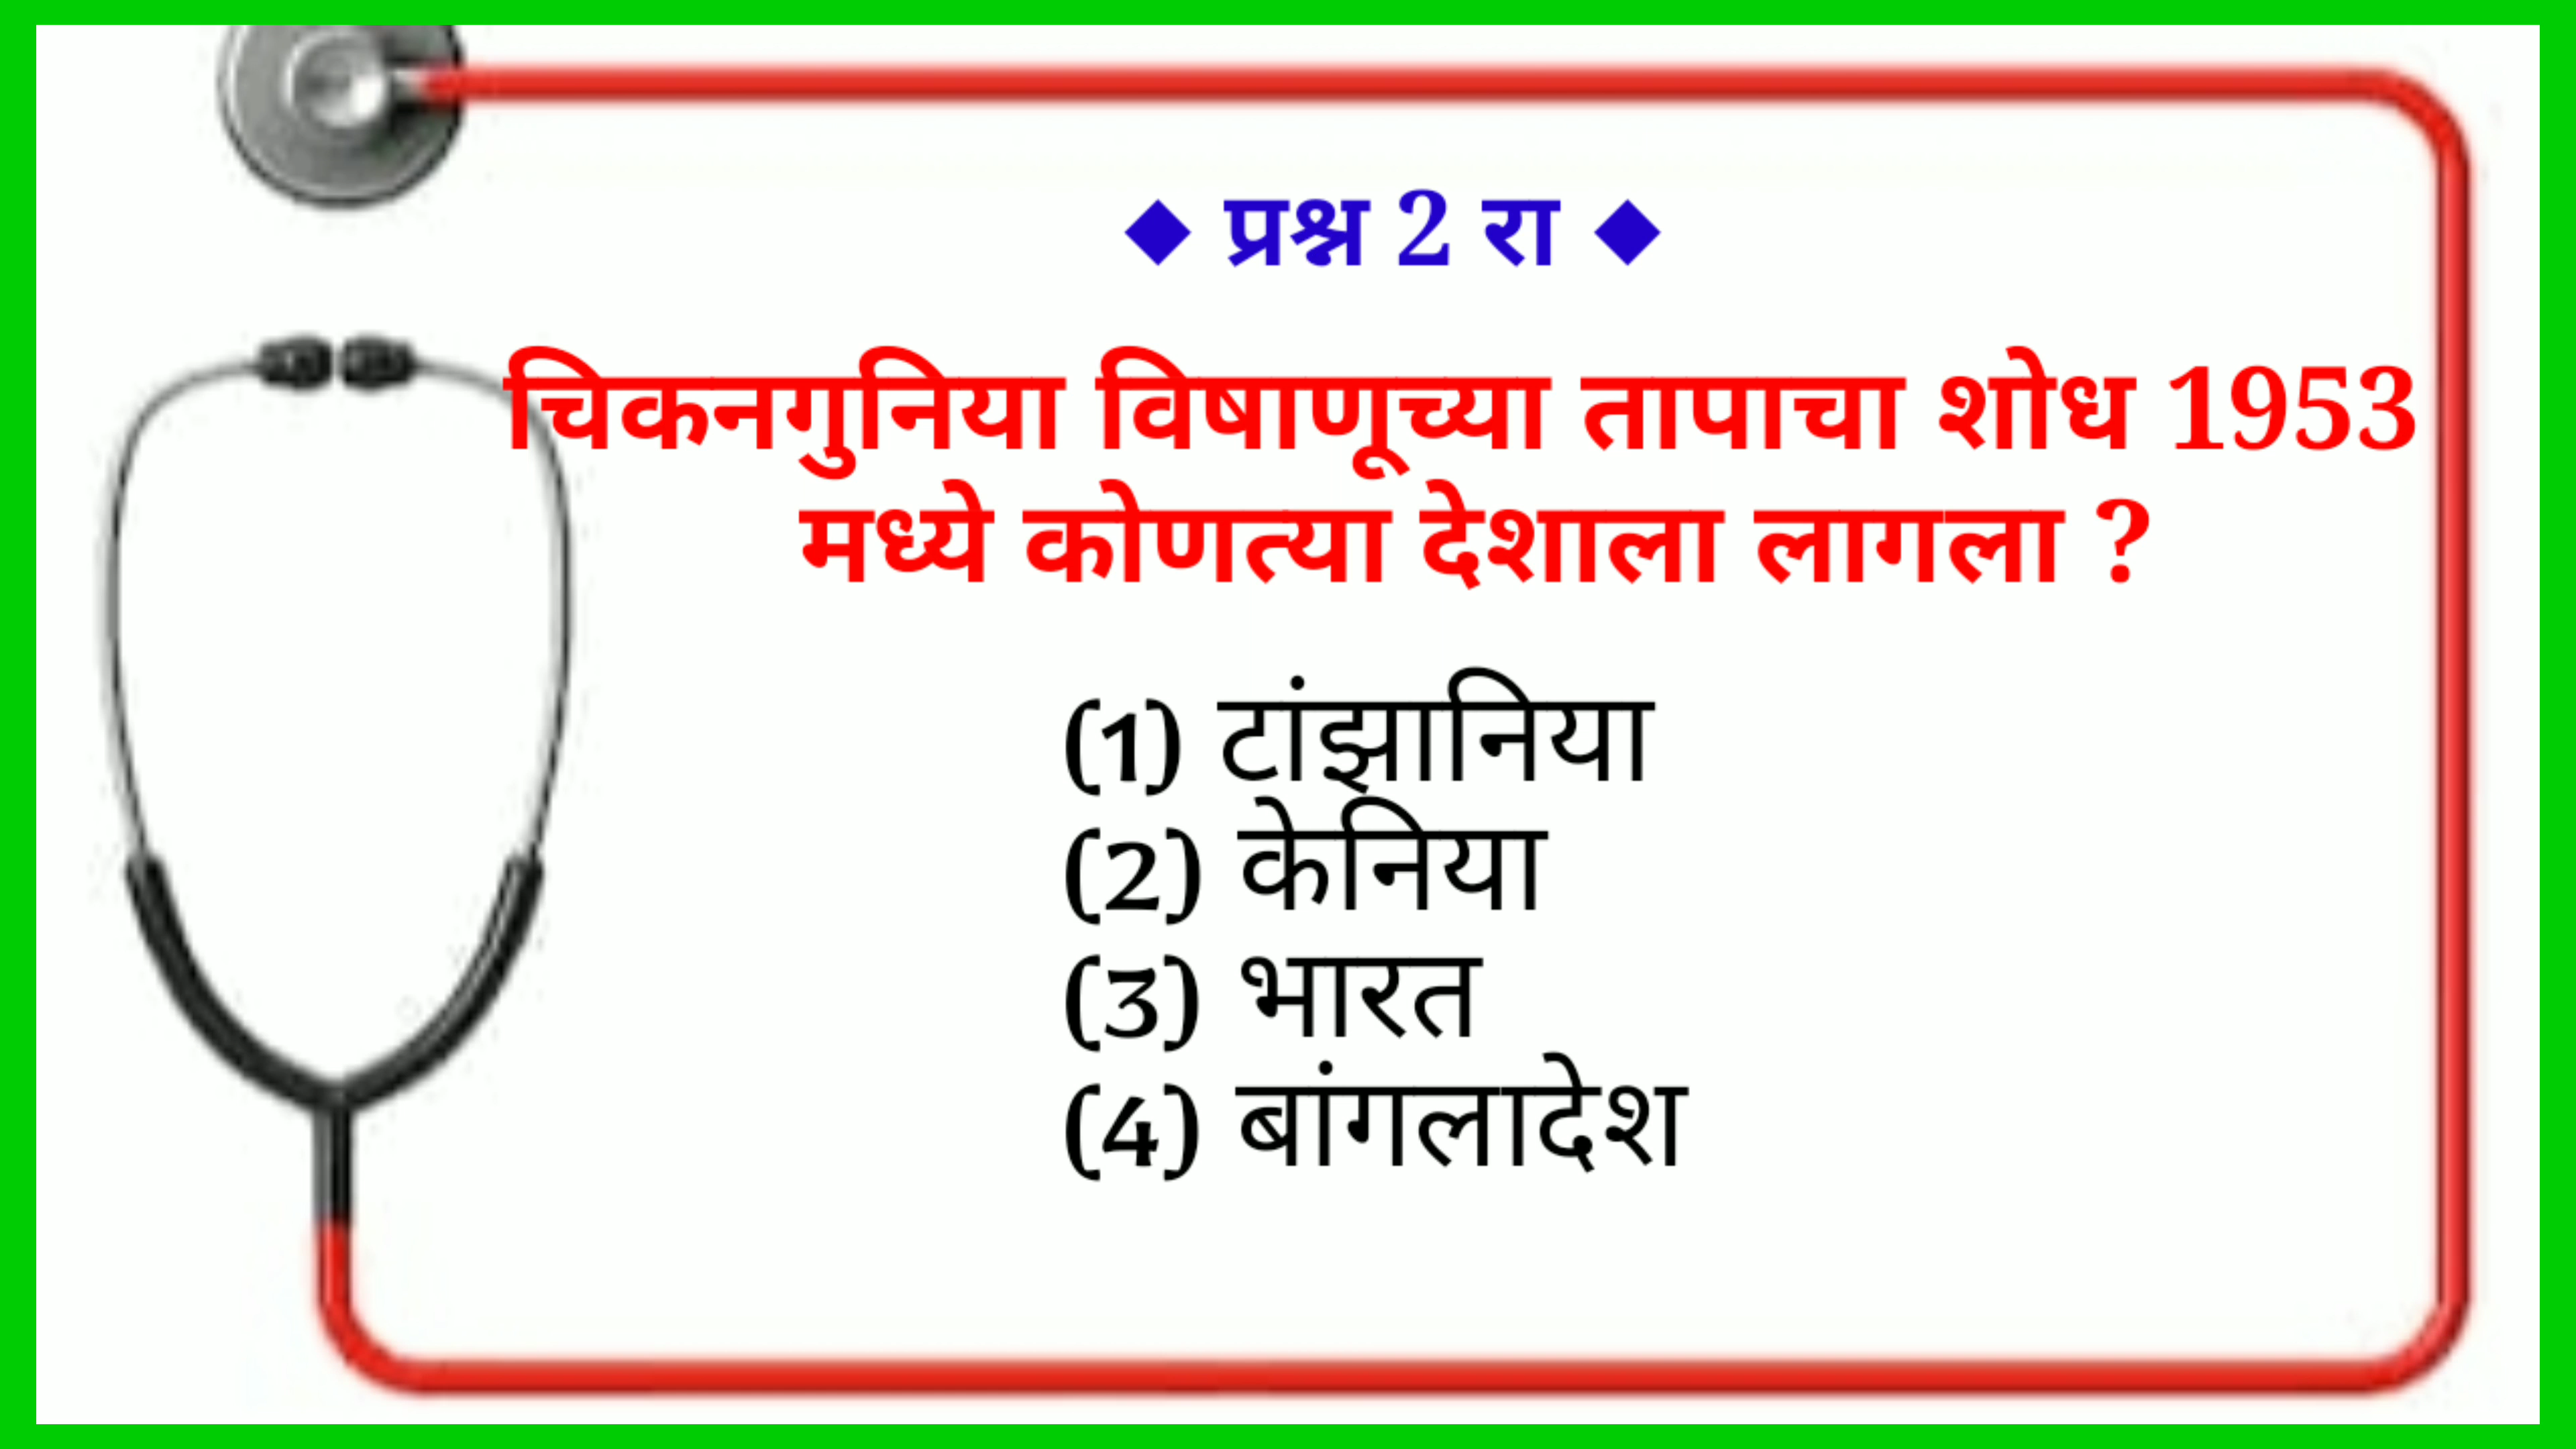 ◆ प्रश्न 2 रा ◆
चिकनगुनिया विषाणूच्या तापाचा शोध 1953
मध्ये कोणत्या देशाला लागला ?
(1) टांझानिया
(2) केनिया
(3) भारत
(4) बांगलादेश